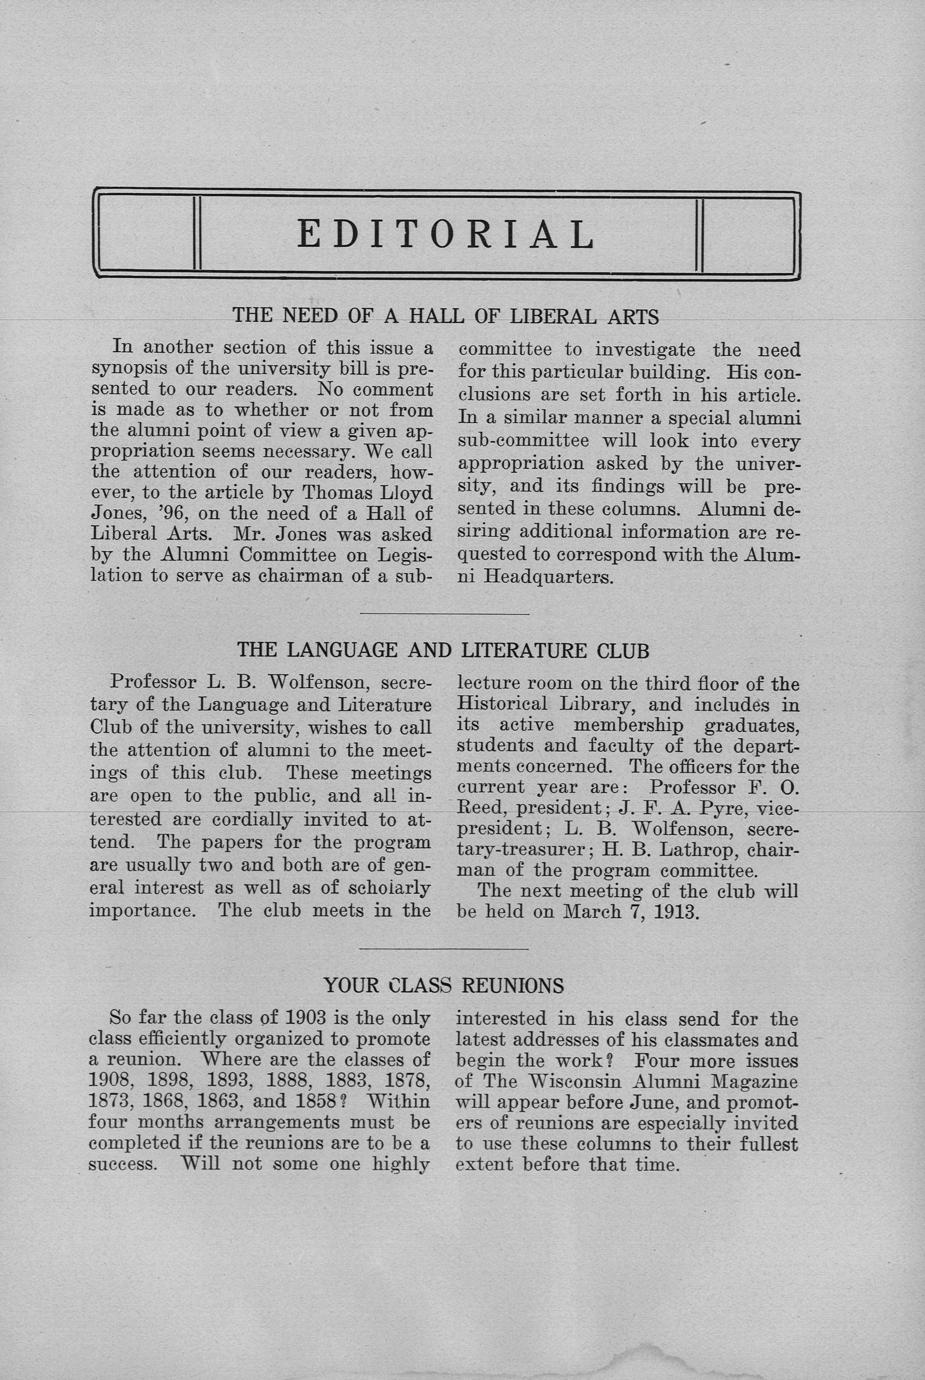 EDITORIAL
THE NEED OF A HALL OF LIBERAL ARTS
In another section of this issue a
synopsis of the university bill is pre-
sented to our readers. No comment
is made as to whether or not from
the alumni point of view a given ap-
propriation seems necessary. We call
the attention of our readers, how-
ever, to the article by Thomas Lloyd
Jones, '96, on the need of a Hall of
Liberal Arts. Mr. Jones was asked
by the Alumni Committee on Legis-
lation to serve as chairman of a sub-
committee to investigate the need
for this particular building. His con-
clusions are set forth in his article.
In a similar manner a special alumni
sub-committee will look into every
appropriation asked by the univer-
sity, and its findings will be pre-
sented in these columns. Alumni de-
siring additional information are re-
quested to correspond with the Alum-
ni Headquarters.
THE LANGUAGE AND LITERATURE CLUB
Professor L. B. Wolfenson, secre-
tary of the Language and Literature
Club of the university, wishes to call
the attention of alumni to the meet-
ings of this club. These meetings
are open to the public, and all in-
terested are cordially invited to at-
tend. The papers for the program
are usually two and both are of gen-
eral interest as well as of scholarly
importance. The club meets in the
lecture room on the third floor of the
Historical Library, and includes in
its active membership graduates,
students and faculty of the depart-
ments concerned. The officers for the
current year are: Professor F. O.
Reed, president; J. F. A. Pyre, vice-
president; L. B. Wolfenson, secre-
tary-treasurer; H. B. Lathrop, chair-
man of the program committee.
The next meeting of the club will
be held on March 7, 1913.
YOUR CLASS REUNIONS
So far the class of 1903 is the only
class efficiently organized to promote
a reunion. Where are the classes of
1908, 1898, 1893, 1888, 1883, 1878,
1873, 1868, 1863, and 1858? Within
four months arrangements must be
completed if the reunions are to be a
success. Will not some one highly
interested in his class send for the
latest addresses of his classmates and
begin the work? Four more issues
of The Wisconsin Alumni Magazine
will appear before June, and promot-
ers of reunions are especially invited
to use these columns to their fullest
extent before that time.